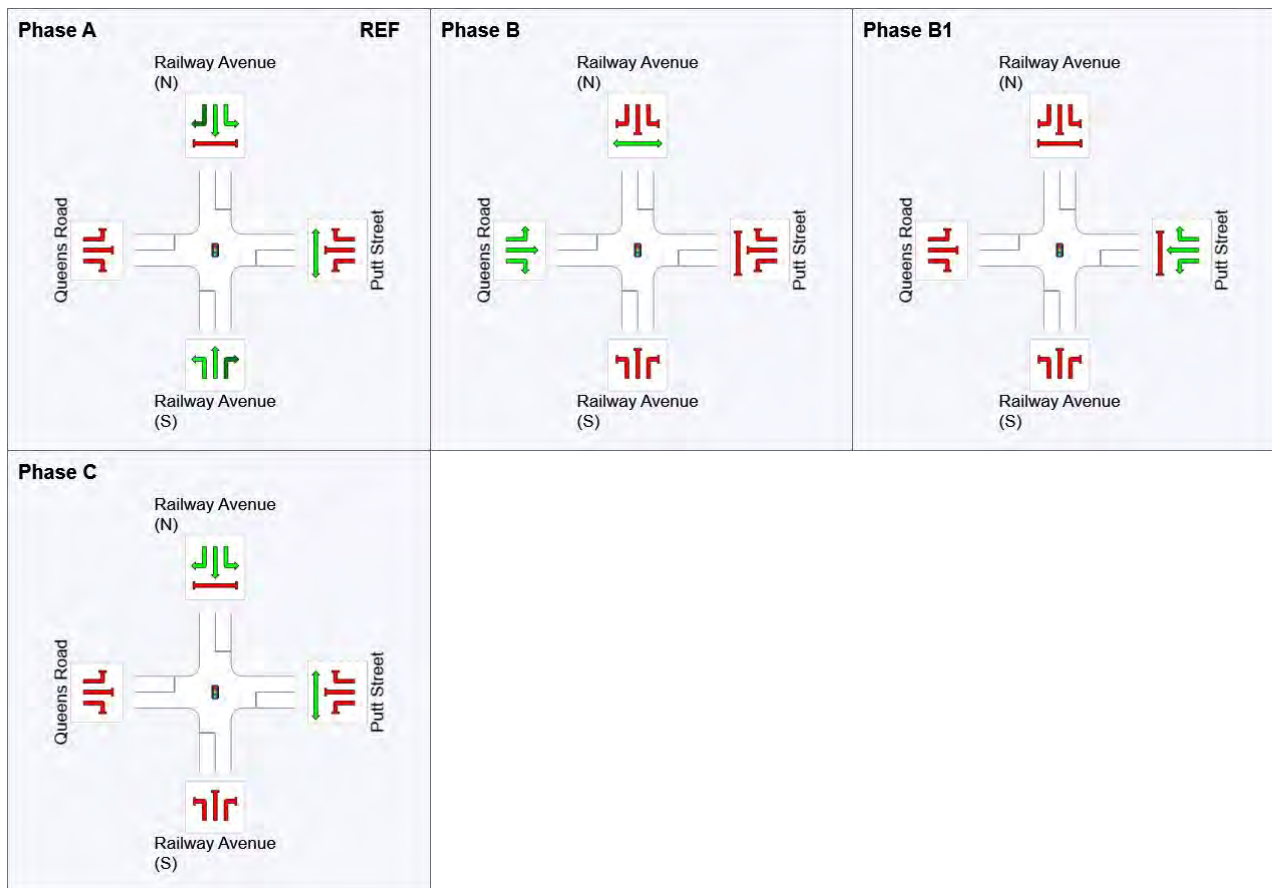 Phase A
REF
Railway Avenue
(N)
Queens Road
Putt Street
Railway Avenue
(S)
Phase B
Railway Avenue
(N)
Queens Road
Putt Street
Railway Avenue
(S)
Phase B1
Railway Avenue
(N)
Queens Road
Putt Street
Railway Avenue
(S)
Phase C
Railway Avenue
(N)
Queens Road
Putt Street
Railway Avenue
(S)